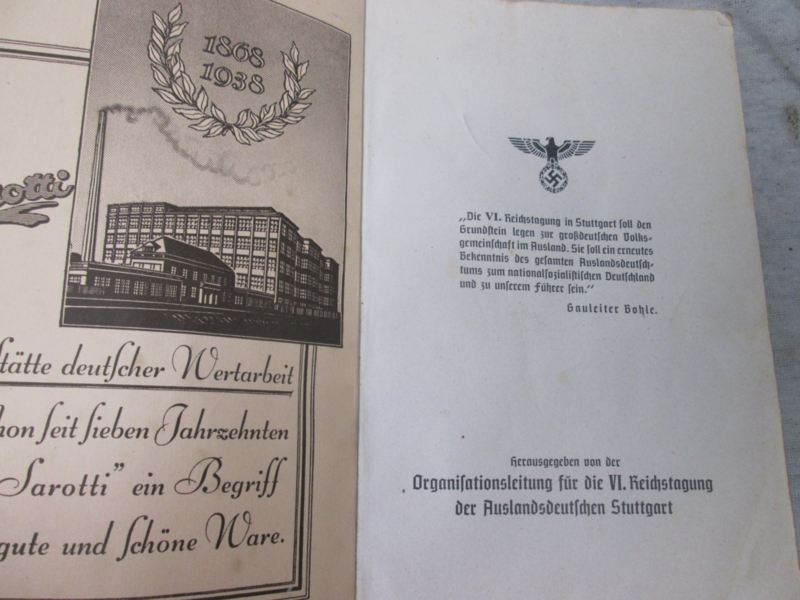 1868
1938
deutscher Wertarbeit
seit sieben Jahrzehnten
Sarotti” ein Begriff
gute und schöne Ware.
„Die VI. Reichstagung in Stuttgart soll den
Grundstein legen zur großdeutschen Volks-
gemeinschaft im Ausland. Sie soll ein erneutes
Bekenntnis des gesamten Auslandsdeutsch-
tums zum nationalsozialistischen Deutschland
und zu unserem Führer sein.”
Gauleiter Bohle.
Herausgegeben von der
Organisationsleitung für die VI. Reichstagung
der Auslandsdeutschen Stuttgart